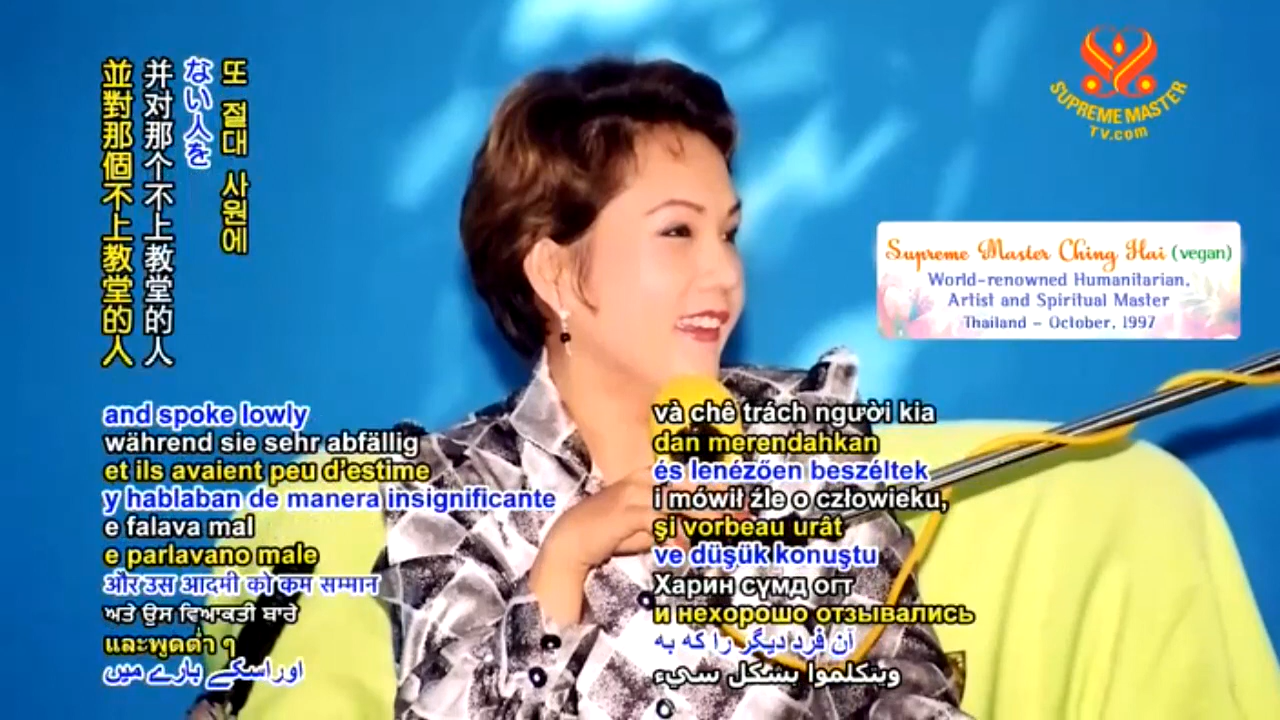 또 절대 사원에
ない人を
并对那个不上教堂的人
並對那個不上教堂的人
SUPREME MASTER
TV.com
Supreme Master Ching Hai (vegan)
World-renowned Humanitarian,
Artist and Spiritual Master
Thailand – October, 1997
and spoke lowly
während sie sehr abfällig
et ils avaient peu d'estime
y hablaban de manera insignificante
e falava mal
e parlavano male
और उस आदमी को कम सम्मान
ਅਤੇ ਉਸ ਵਿਆਕਤੀ ਬਾਰੇ
และพูดต่ำ ๆ
اور اسکے بارے میں
và chê trách người kia
dan merendahkan
és lenézően beszéltek
i mówił źle o człowieku,
și vorbeau urât
ve düşük konuştu
Харин сүмд огт
и нехорошо отзывались
آن فرد دیگر را که به
ويتكلموا بشكل سيء